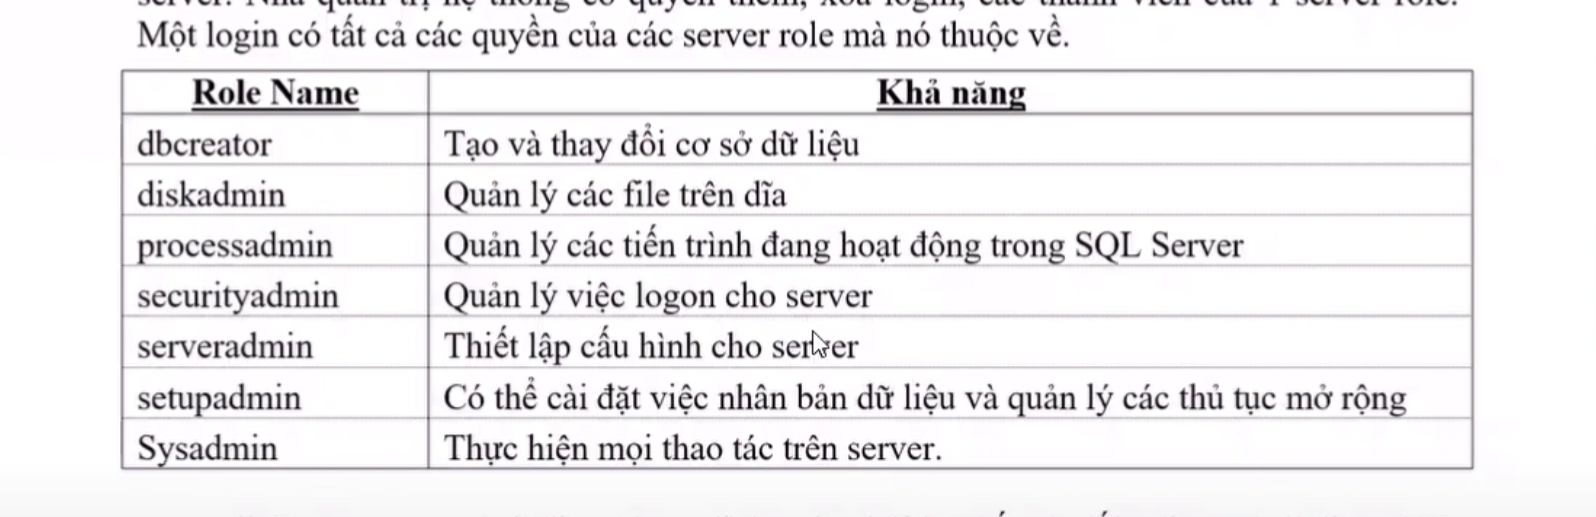 Một login có tất cả các quyền của các server role mà nó thuộc về.
Role Name Khả năng
dbcreator Tạo và thay đổi cơ sở dữ liệu
diskadmin Quản lý các file trên dĩa
processadmin Quản lý các tiến trình đang hoạt động trong SQL Server
securityadmin Quản lý việc logon cho server
serveradmin Thiết lập cấu hình cho server
setupadmin Có thể cài đặt việc nhân bản dữ liệu và quản lý các thủ tục mở rộng
Sysadmin Thực hiện mọi thao tác trên server.